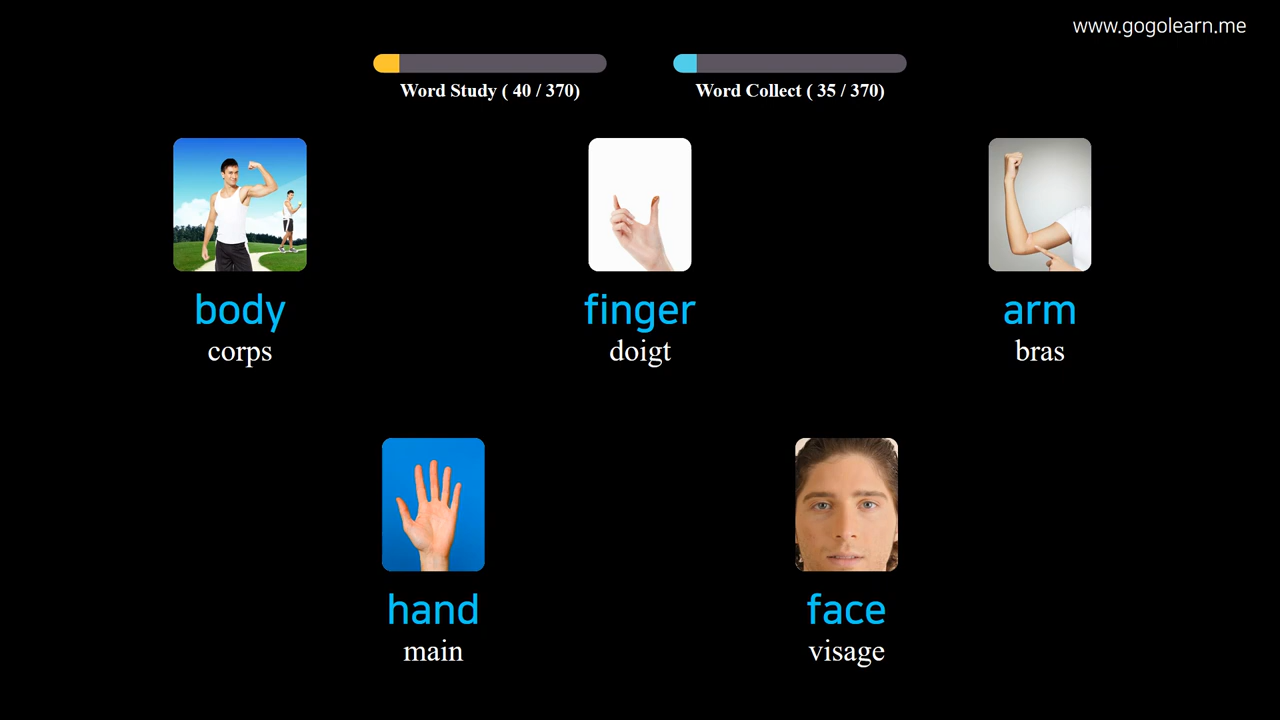 www.gogolearn.me
Word Study ( 40 / 370)
Word Collect ( 35 / 370)
body
corps
finger
doigt
arm
bras
hand
main
face
visage